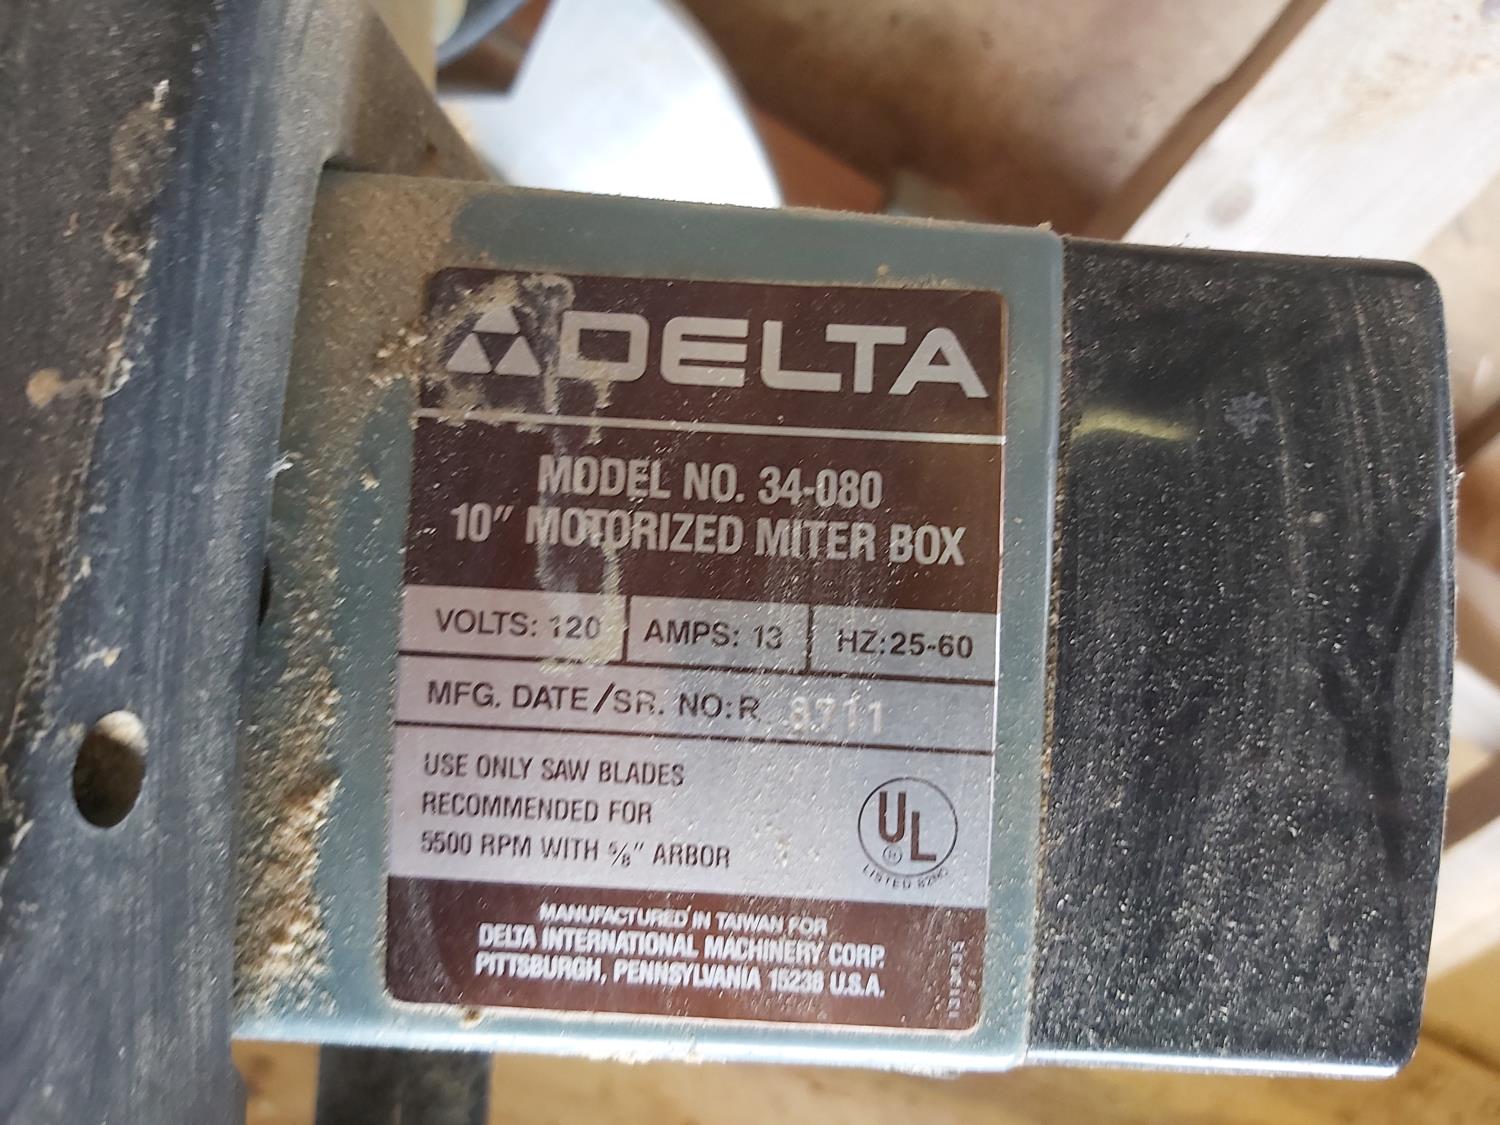 DELTA
MODEL NO. 34-080
10" MOTORIZED MITER BOX
VOLTS: 120 AMPS: 13 HZ:25-60
MFG. DATE/SR. NO:R 8711
USE ONLY SAW BLADES
RECOMMENDED FOR
5500 RPM WITH 5/8" ARBOR
UL
®
LISTED
MANUFACTURED IN TAIWAN FOR
DELTA INTERNATIONAL MACHINERY CORP.
PITTSBURGH, PENNSYLVANIA 15238 U.S.A.